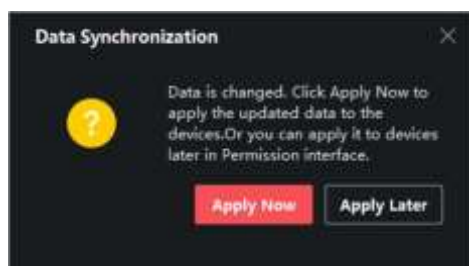 Data Synchronization
Data is changed. Click Apply Now to
apply the updated data to the
devices.Or you can apply it to devices
later in Permission interface.
Apply Now
Apply Later